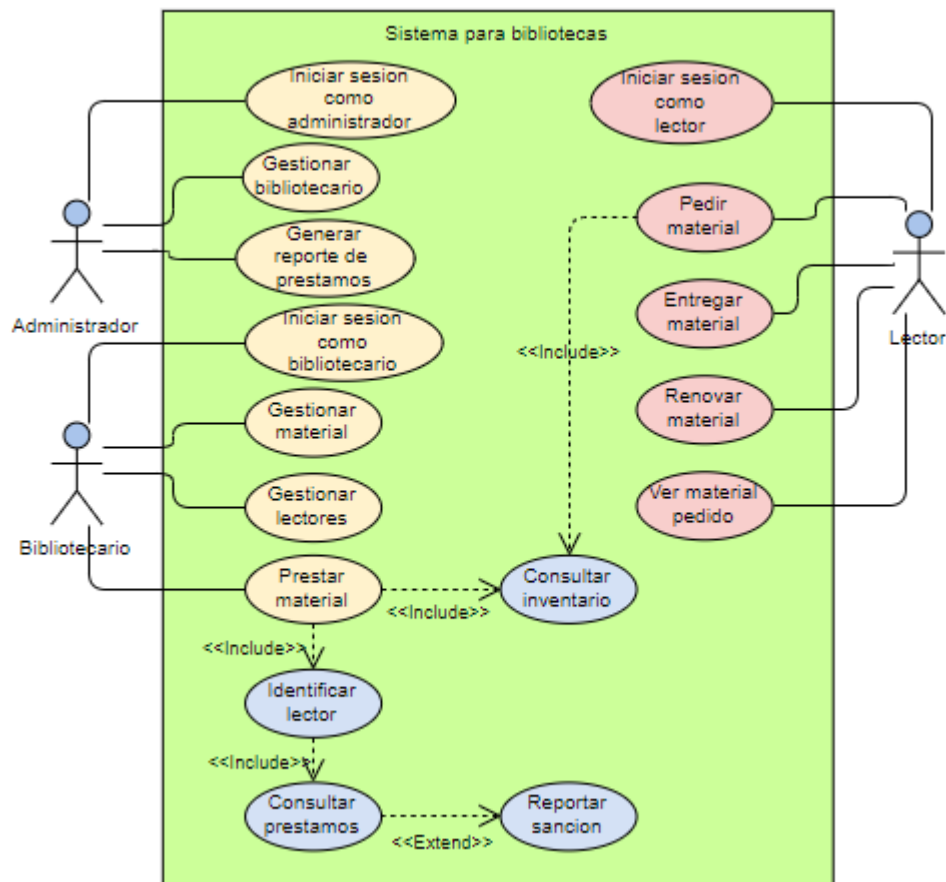 Sistema para bibliotecas
Iniciar sesion
como
administrador
Iniciar sesion
como
lector
Gestionar
bibliotecario
Pedir
material
Generar
reporte de
prestamos
Administrador
Entregar
material
Lector
Iniciar sesion
como
bibliotecario
<<Include>>
Gestionar
material
Renovar
material
Gestionar
lectores
Ver material
pedido
Bibliotecario
Prestar
material
<<Include>>
Consultar
inventario
<<Include>>
Identificar
lector
<<Include>>
Consultar
prestamos
<<Extend>>
Reportar
sancion